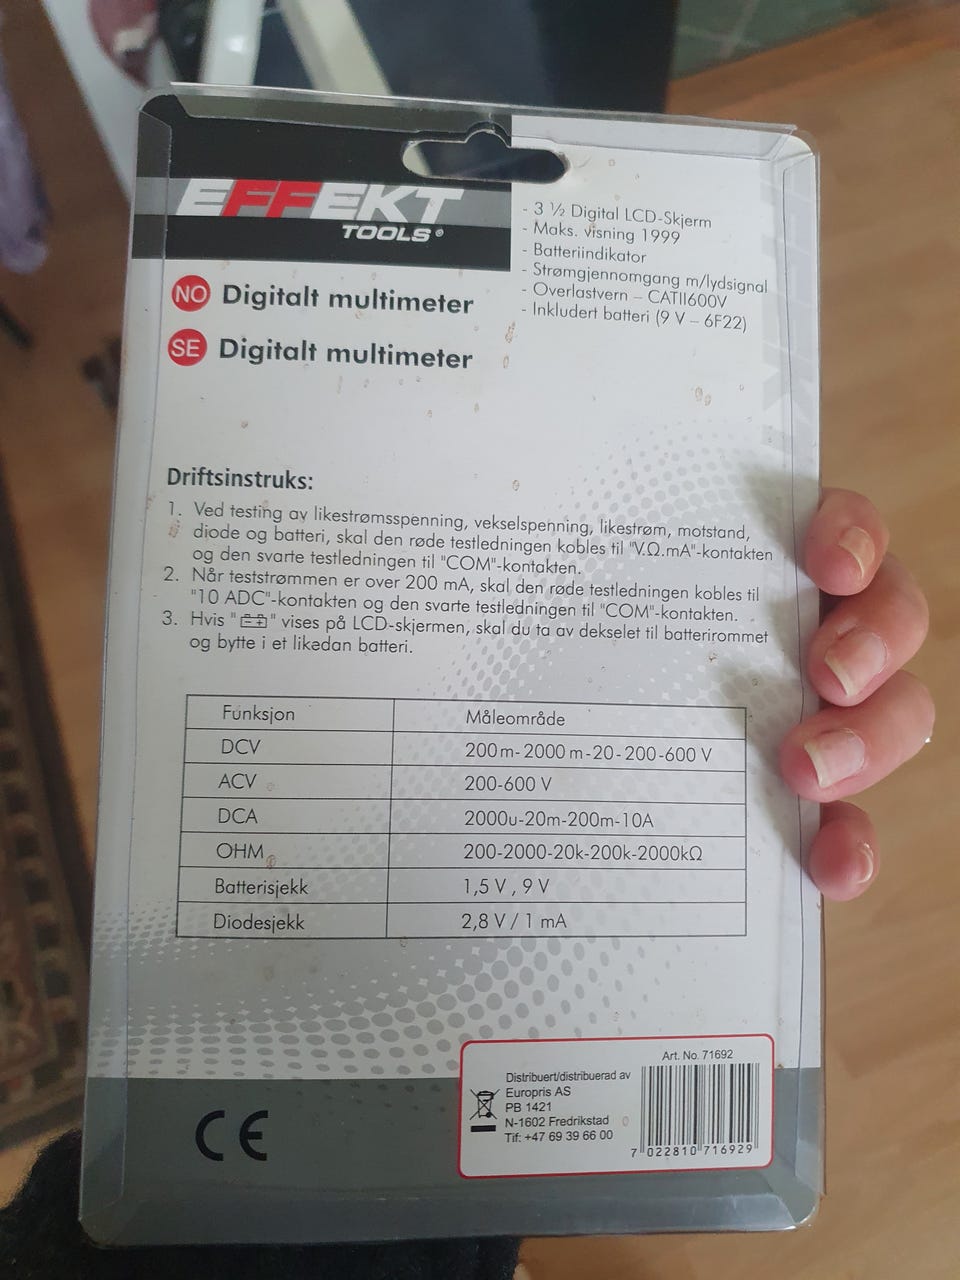 EFFEKT
TOOLS®
- 3 ½ Digital LCD-Skjerm
- Maks. visning 1999
- Batteriindikator
- Strømgjennomgang m/lydsignal
- Overlastvern – CATII600V
- Inkludert batteri (9 V – 6F22)
NO Digitalt multimeter
SE Digitalt multimeter
Driftsinstruks:
1. Ved testing av likestrømsspenning, vekselspenning, likestrøm, motstand,
diode og batteri, skal den røde testledningen kobles til "V.Ω.mA"-kontakten
og den svarte testledningen til "COM"-kontakten.
2. Når teststrømmen er over 200 mA, skal den røde testledningen kobles til
"10 ADC"-kontakten og den svarte testledningen til "COM"-kontakten.
3. Hvis " " vises på LCD-skjermen, skal du ta av dekselet til batterirommet
og bytte i et likedan batteri.
Funksjon Måleområde
DCV 200m-2000m-20-200-600 V
ACV 200-600 V
DCA 2000u-20m-200m-10A
OHM 200-2000-20k-200k-2000kΩ
Batterisjekk 1,5 V , 9 V
Diodesjekk 2,8 V / 1 mA
CE
Art. No. 71692
Distribuert/distribuerad av
Europris AS
PB 1421
N-1602 Fredrikstad
Tlf: +47 69 39 66 00
7 022810 716929